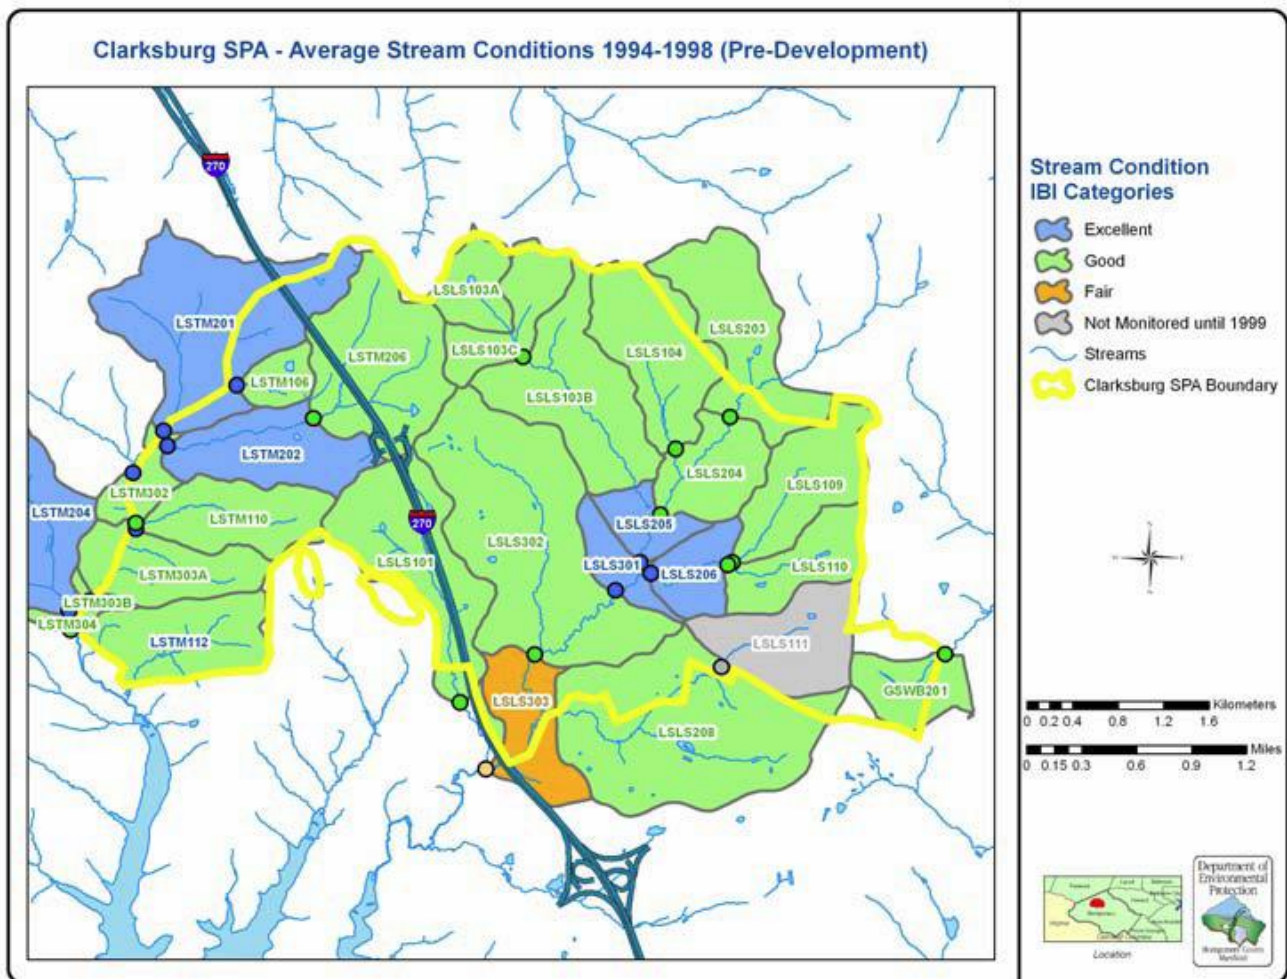 Clarksburg SPA - Average Stream Conditions 1994-1998 (Pre-Development)
270
LSLS103A
LSTM201
LSLS203
LSLS103C
LSLS104
LSTM206
LSTM106
LSLS103B
LSTM202
LSLS204
LSLS109
LSTM302
LSTM204
LSTM110
270
LSLS205
LSLS302
LSLS101
LSLS301
LSLS206
LSLS110
LSTM303A
LSTM303B
LSTM304
LSTM112
LSLS111
GSWB201
LSLS303
LSLS208
Stream Condition
IBI Categories
Excellent
Good
Fair
Not Monitored until 1999
Streams
Clarksburg SPA Boundary
N
W E
S
Kilometers
0 0.2 0.4 0.8 1.2 1.6
Miles
0 0.15 0.3 0.6 0.9 1.2
Location
Department of
Environmental
Protection
Montgomery County
Maryland